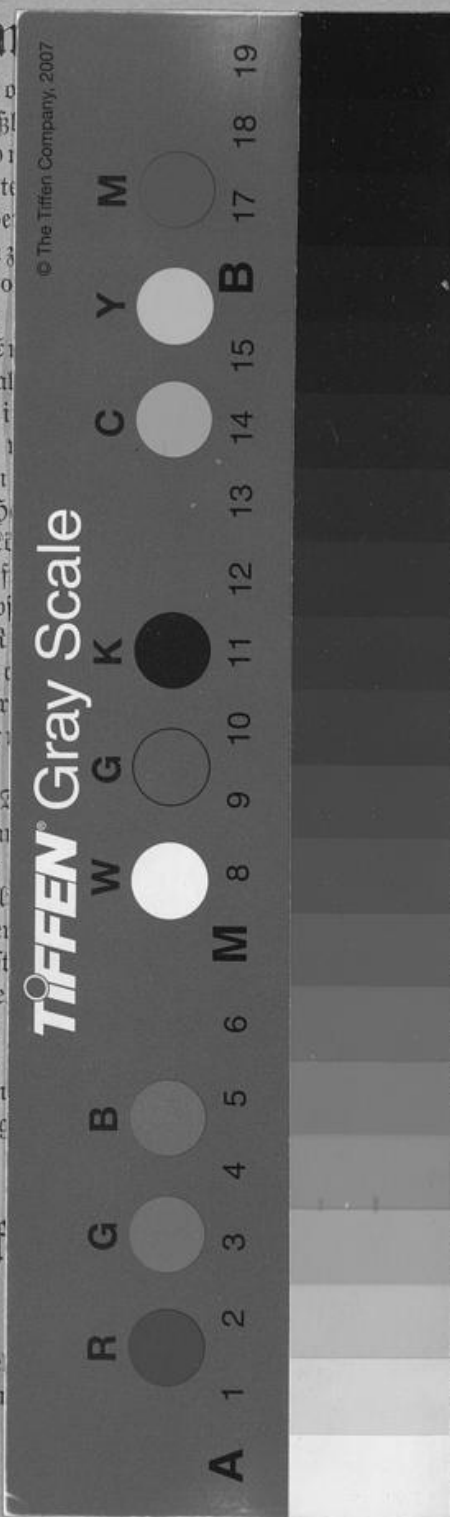 © The Tiffen Company, 2007
TIFFEN® Gray Scale
R G B W G K C Y M
A 1 2 3 4 5 6 M 8 9 10 11 12 13 14 15 B 17 18 19